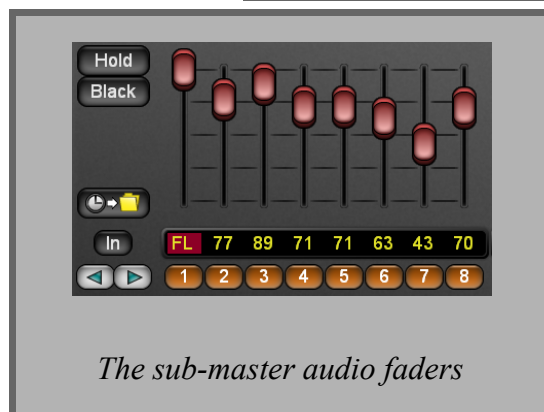 Hold
Black
In
FL 77 89 71 71 63 43 70
1 2 3 4 5 6 7 8
The sub-master audio faders